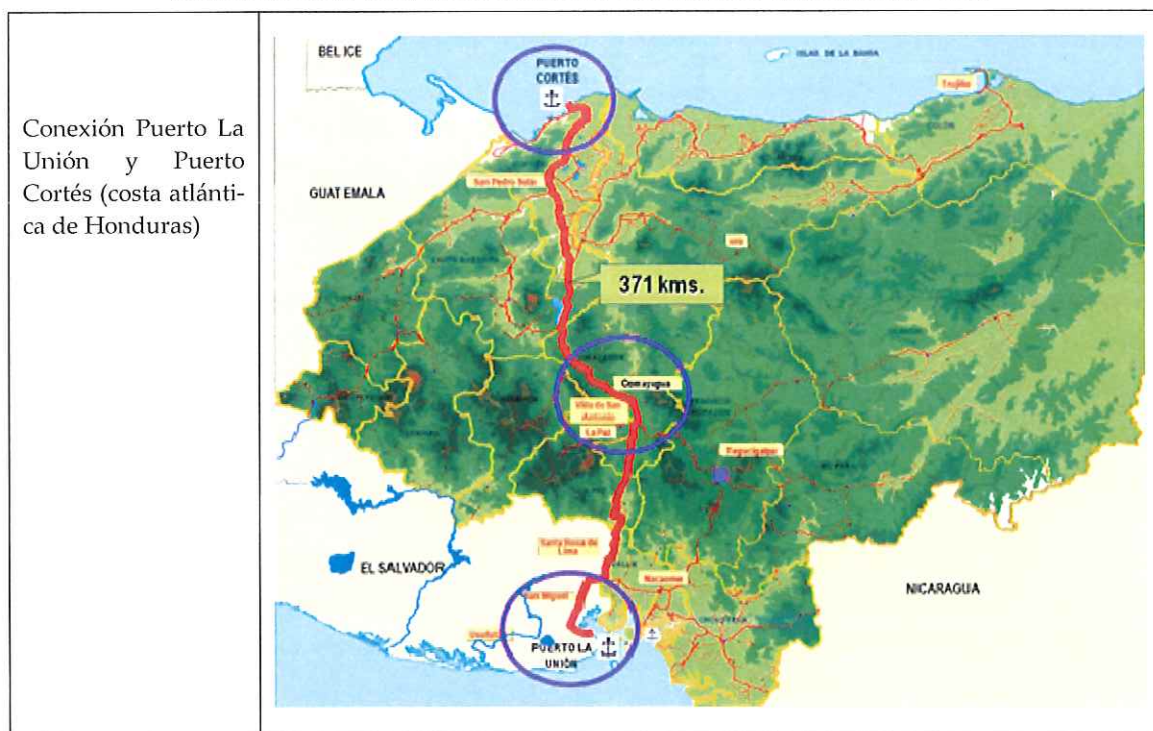 Conexión Puerto La
Unión y Puerto
Cortés (costa atlánti-
ca de Honduras)
BELICE
PUERTO
CORTÉS
ISLAS DE LA BAHIA
Trujillo
San Pedro Sula
GUATEMALA
371 kms.
Comayagua
Villa de San
Antonio
La Paz
Tegucigalpa
Santa Rosa de
Lima
EL SALVADOR
Nacaome
San Miguel
NICARAGUA
Usulután
PUERTO LA
UNIÓN